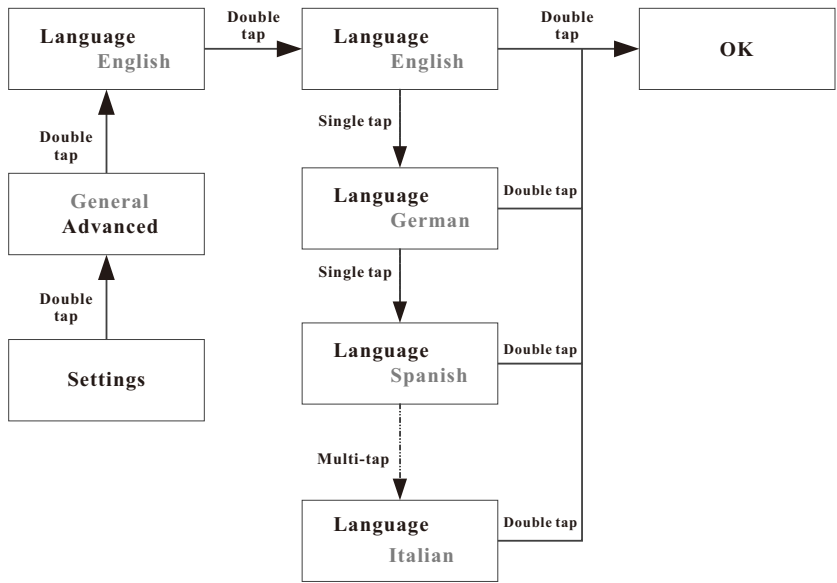 Language
English
Double
tap
Language
English
Double
tap
OK
Double
tap
Single tap
General
Advanced
Language
German
Double tap
Double
tap
Single tap
Settings
Language
Spanish
Double tap
Multi-tap
Language
Italian
Double tap